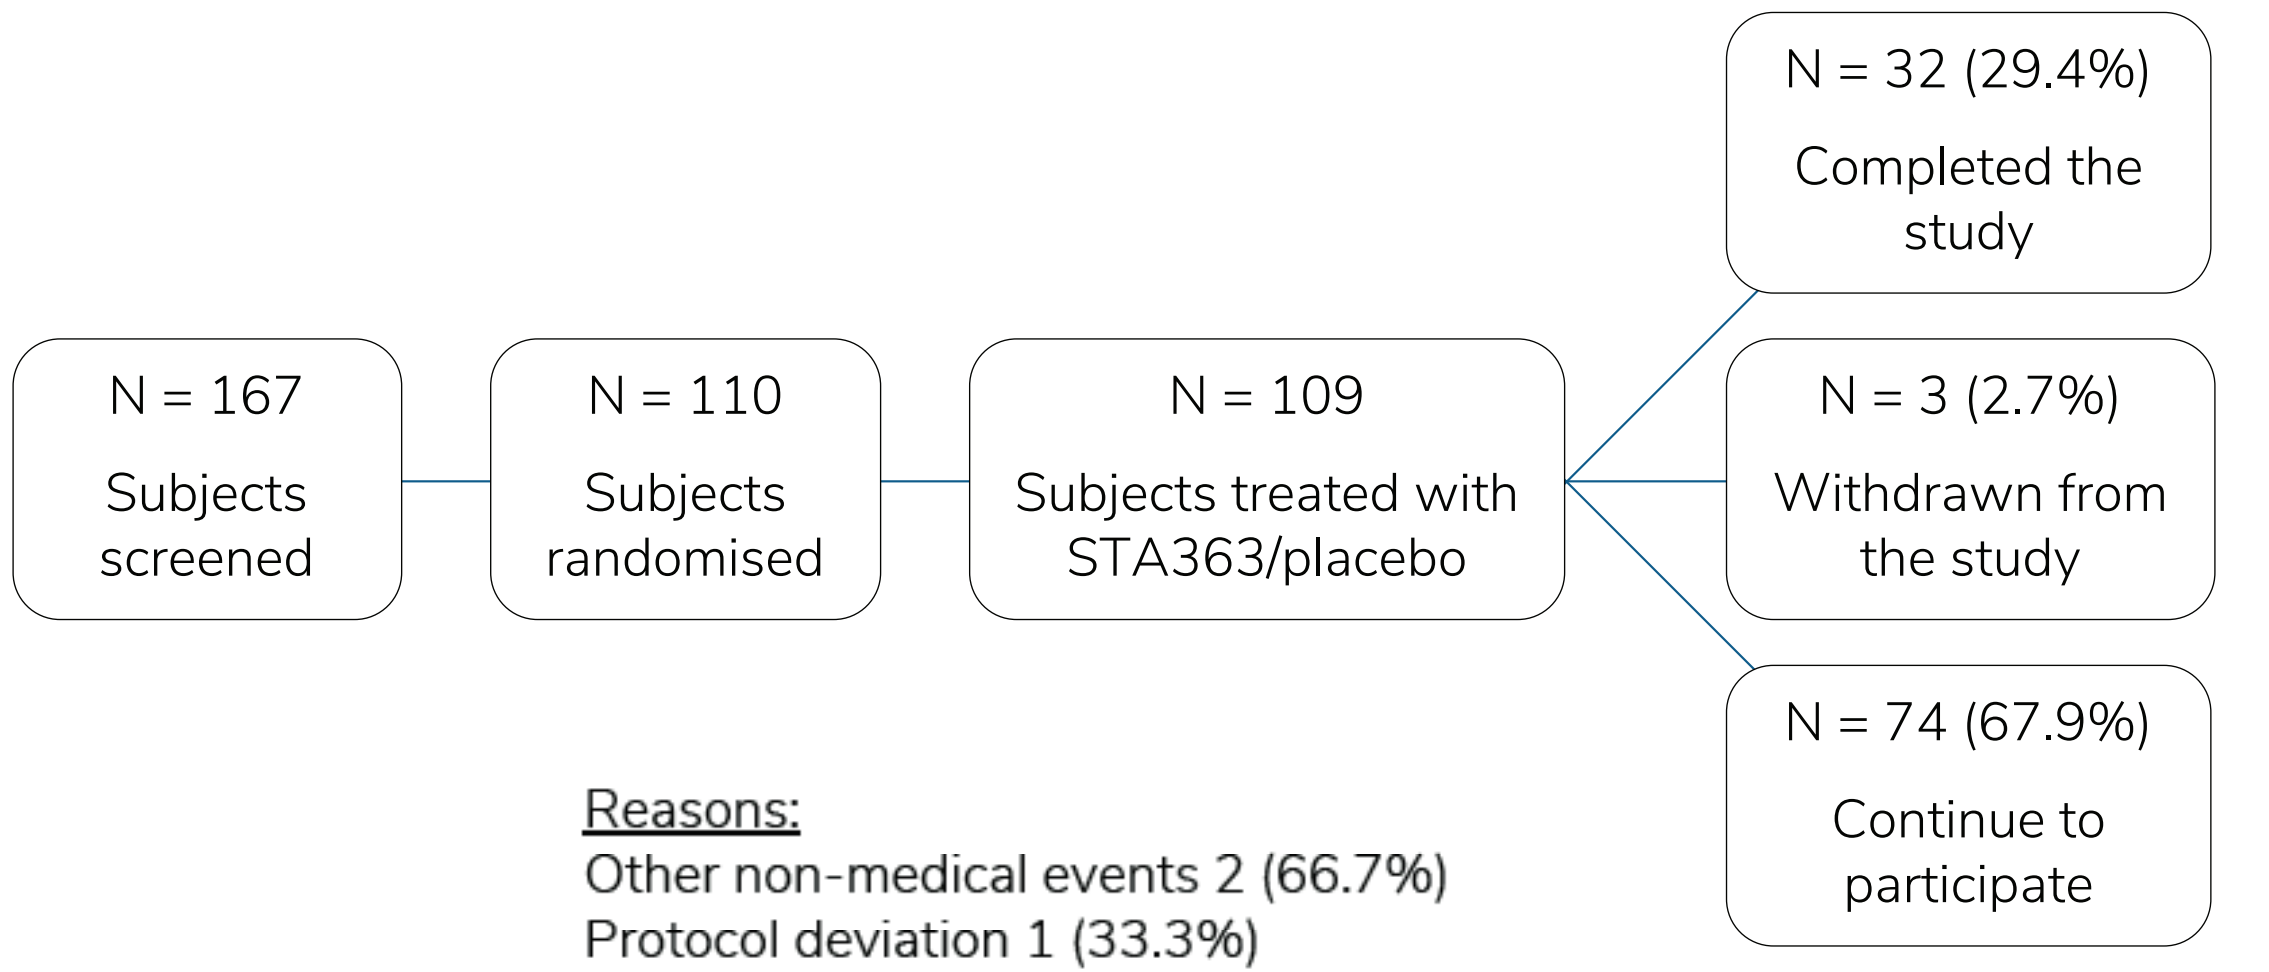 N = 167
Subjects
screened
N = 110
Subjects
randomised
N = 109
Subjects treated with
STA363/placebo
N = 32 (29.4%)
Completed the
study
N = 3 (2.7%)
Withdrawn from
the study
N = 74 (67.9%)
Continue to
participate
Reasons:
Other non-medical events 2 (66.7%)
Protocol deviation 1 (33.3%)